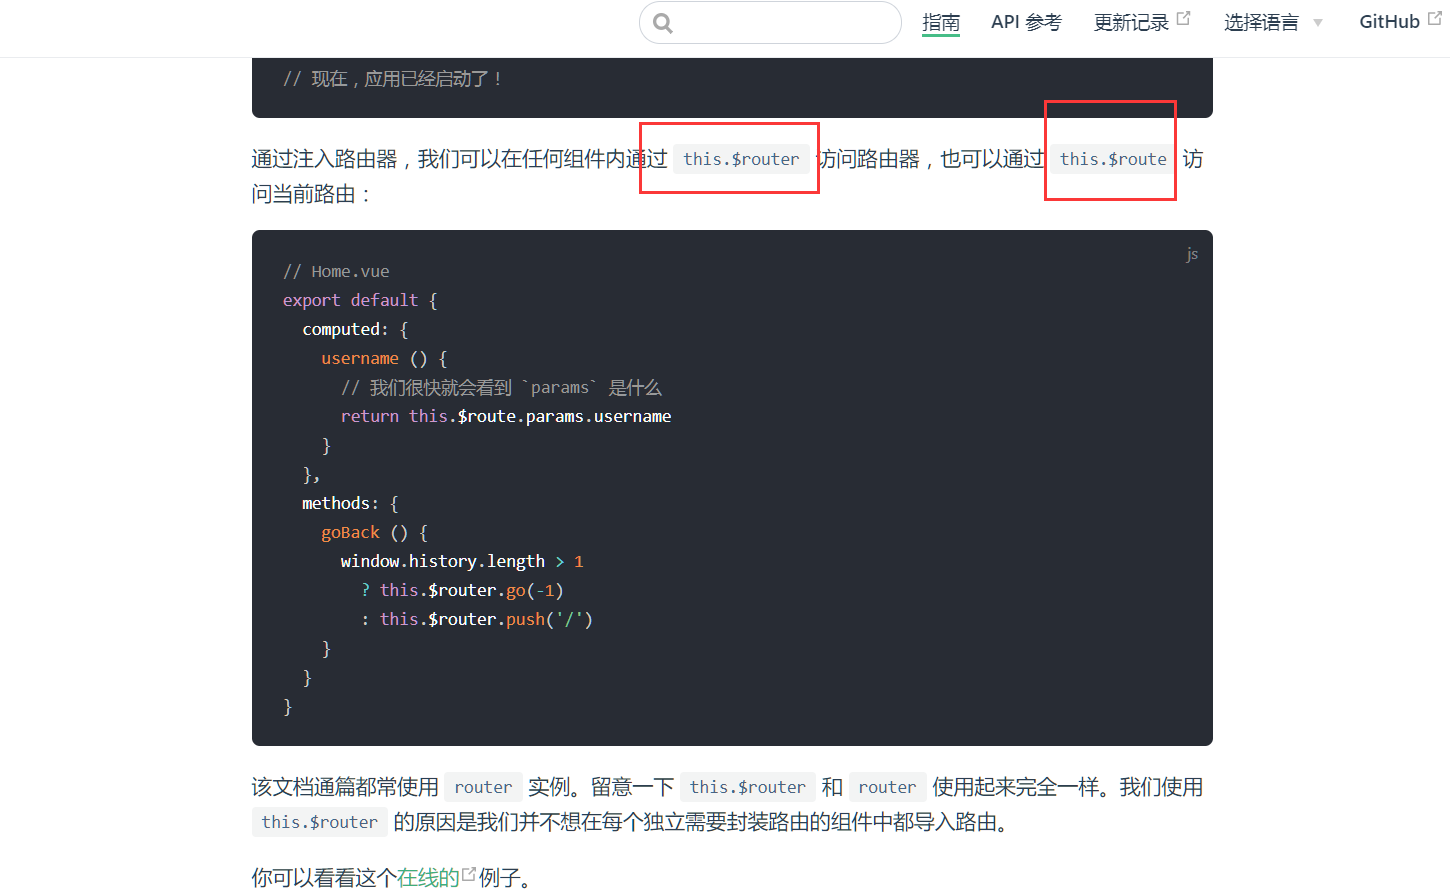 指南 API 参考 更新记录 选择语言 GitHub
// 现在，应用已经启动了！
通过注入路由器，我们可以在任何组件内通过 this.$router 访问路由器，也可以通过 this.$route 访
问当前路由：
js
// Home.vue
export default {
  computed: {
    username () {
      // 我们很快就会看到 `params` 是什么
      return this.$route.params.username
    }
  },
  methods: {
    goBack () {
      window.history.length > 1
        ? this.$router.go(-1)
        : this.$router.push('/')
    }
  }
}
该文档通篇都常使用 router 实例。留意一下 this.$router 和 router 使用起来完全一样。我们使用
this.$router 的原因是我们并不想在每个独立需要封装路由的组件中都导入路由。
你可以看看这个在线的例子。